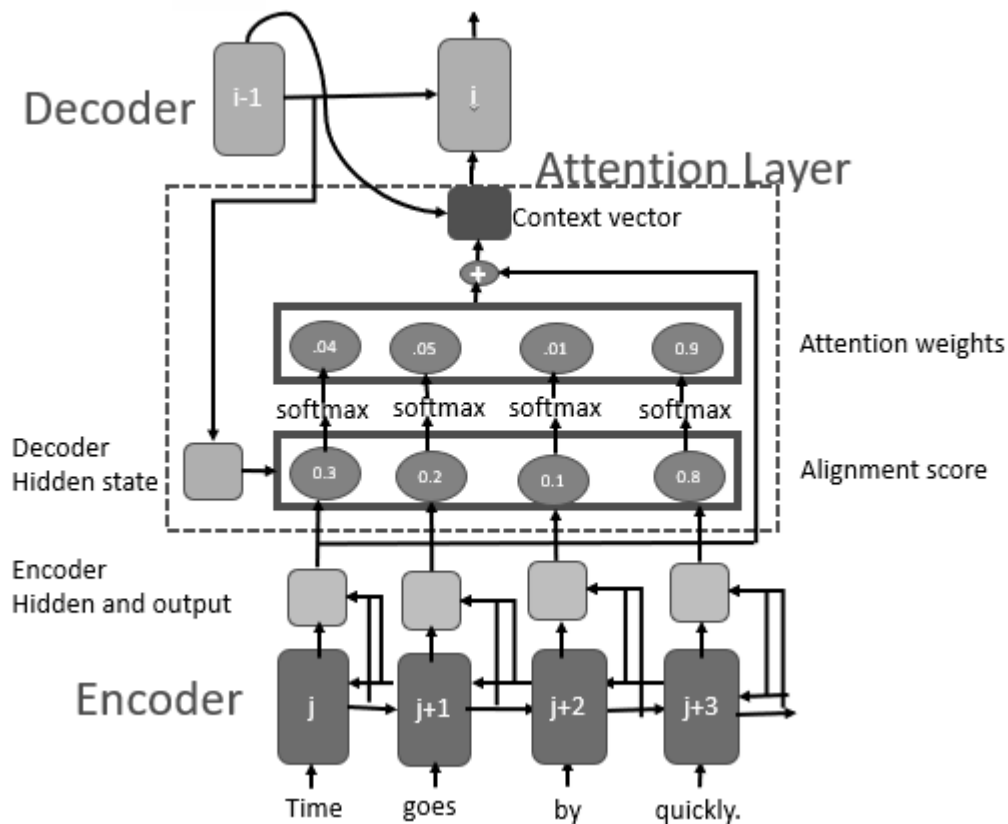 i-1
i
Decoder
Attention Layer
Context vector
+
.04 .05 .01 0.9
Attention weights
softmax softmax softmax softmax
Decoder
Hidden state
0.3 0.2 0.1 0.8
Alignment score
Encoder
Hidden and output
Encoder
j j+1 j+2 j+3
Time goes by quickly.